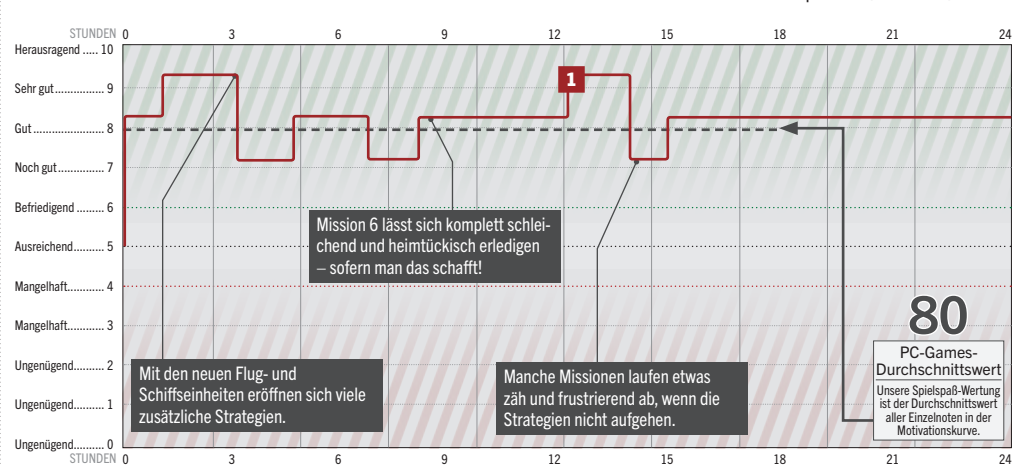 STUNDEN 0 3 6 9 12 15 18 21 24
Herausragend ..... 10
Sehr gut............... 9
Gut....................... 8
Noch gut.............. 7
Befriedigend ....... 6
Ausreichend......... 5
Mangelhaft.......... 4
Mangelhaft.......... 3
Ungenügend........ 2
Ungenügend........ 1
Ungenügend........ 0
STUNDEN 0 3 6 9 12 15 18 21 24
1
Mission 6 lässt sich komplett schlei-
chend und heimtückisch erledigen
– sofern man das schafft!
Mit den neuen Flug- und
Schiffseinheiten eröffnen sich viele
zusätzliche Strategien.
Manche Missionen laufen etwas
zäh und frustrierend ab, wenn die
Strategien nicht aufgehen.
80
PC-Games-
Durchschnittswert
Unsere Spielspaß-Wertung
ist der Durchschnittswert
aller Einzelnoten in der
Motivationskurve.